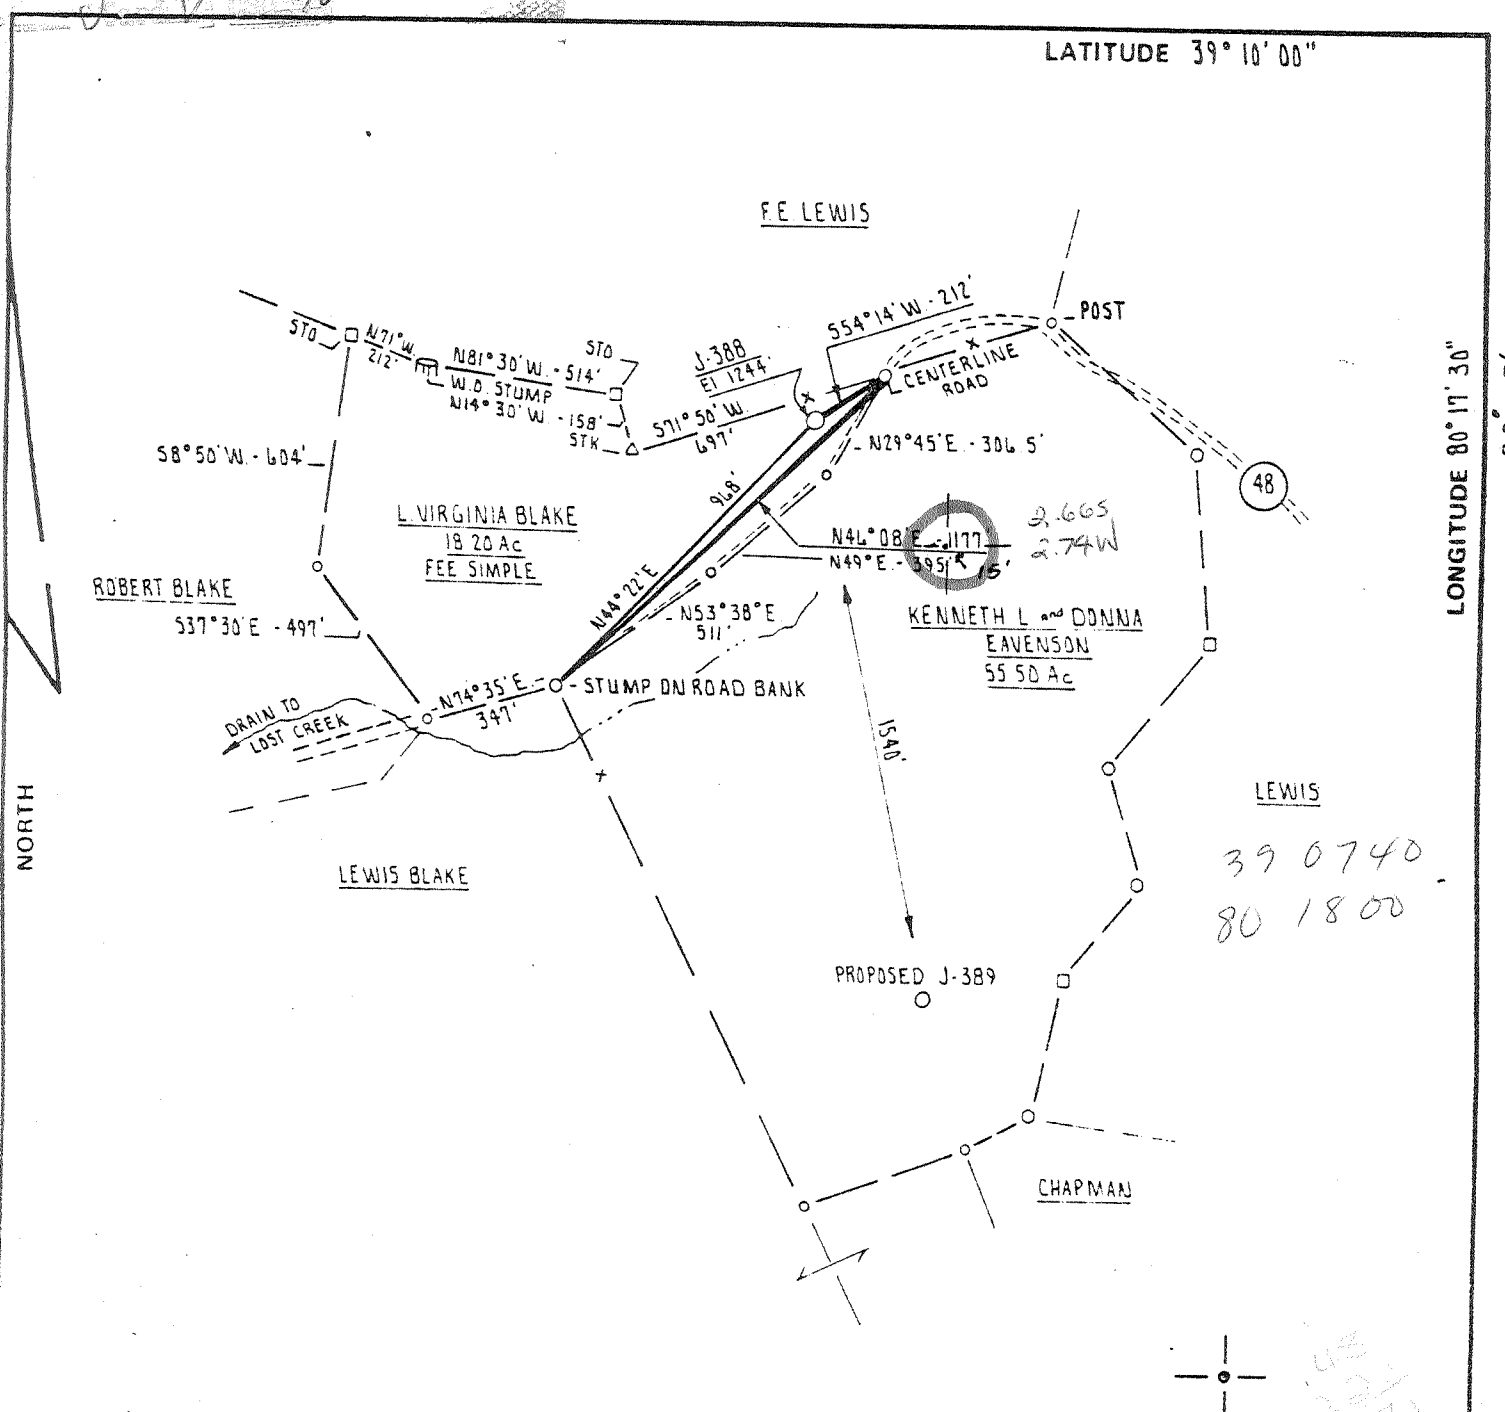 LATITUDE 39° 10' 00"
F.E. LEWIS
POST
S54°14' W. - 212'
STO
N71° W.
212'
N81° 30' W. - 514'
W.O. STUMP
N14° 30' W. - 158'
STO
STK
J-388
El 1244'
X
S71° 50' W.
697'
X
CENTERLINE
ROAD
N29°45'E. - 306.5'
S8°50'W. - 604'
48
LONGITUDE 80° 17' 30"
968'
N44° 22'E
L. VIRGINIA BLAKE
18.20 Ac
FEE SIMPLE
N46°08'E - 1177'
N49°E. - 395'
15'
2.66S
2.74W
ROBERT BLAKE
S37°30'E - 497'
N53°38'E
511'
KENNETH L and DONNA
EAVENSON
55.50 Ac
N74°35'E.
347'
STUMP ON ROAD BANK
DRAIN TO
LOST CREEK
1540'
NORTH
LEWIS
LEWIS BLAKE
39 0740
80 18 00
PROPOSED J-389
CHAPMAN